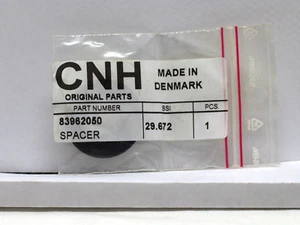 CNH
ORIGINAL PARTS
MADE IN
DENMARK
PART NUMBER SSI PCS.
83962050 29.672 1
SPACER